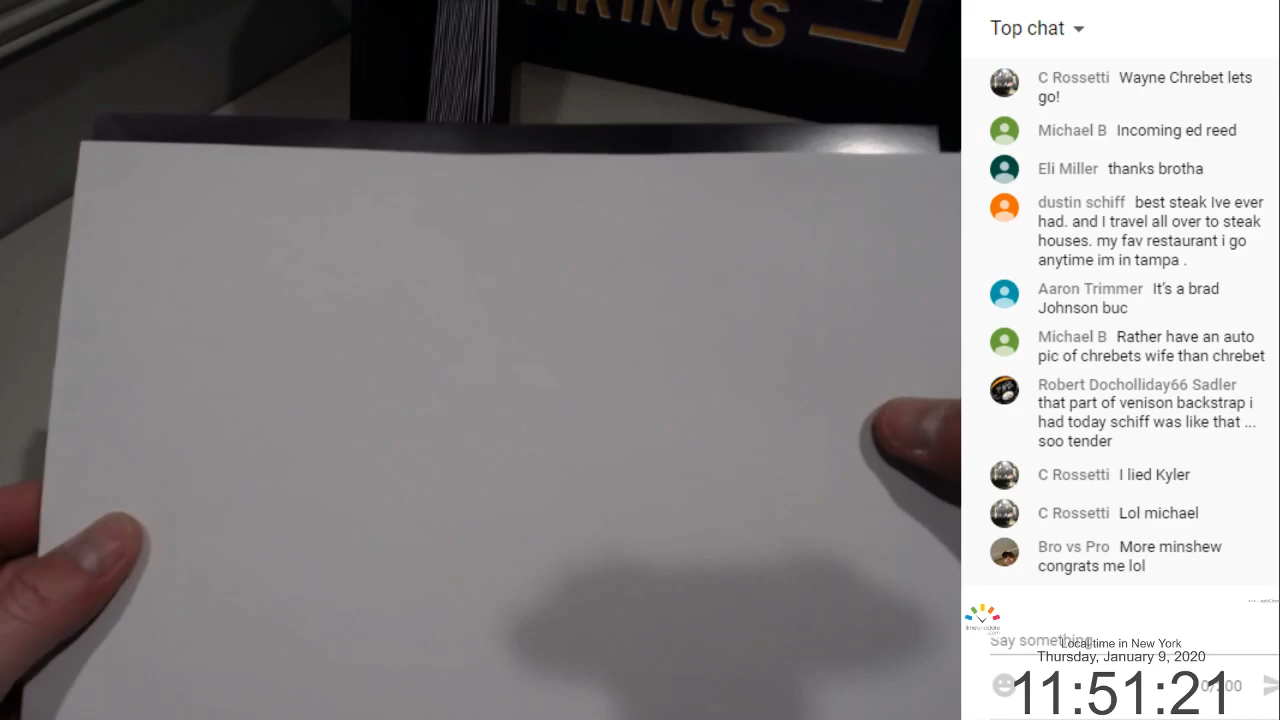 VIKINGS
Top chat
C Rossetti Wayne Chrebet lets
go!
Michael B Incoming ed reed
Eli Miller thanks brotha
dustin schiff best steak Ive ever
had. and I travel all over to steak
houses. my fav restaurant i go
anytime im in tampa .
Aaron Trimmer It's a brad
Johnson buc
Michael B Rather have an auto
pic of chrebets wife than chrebet
Robert Docholliday66 Sadler
that part of venison backstrap i
had today schiff was like that ...
soo tender
C Rossetti I lied Kyler
C Rossetti Lol michael
Bro vs Pro More minshew
congrats me lol
timeanddate
.com
Say something...
Local time in New York
Thursday, January 9, 2020
11:51:21
0/200